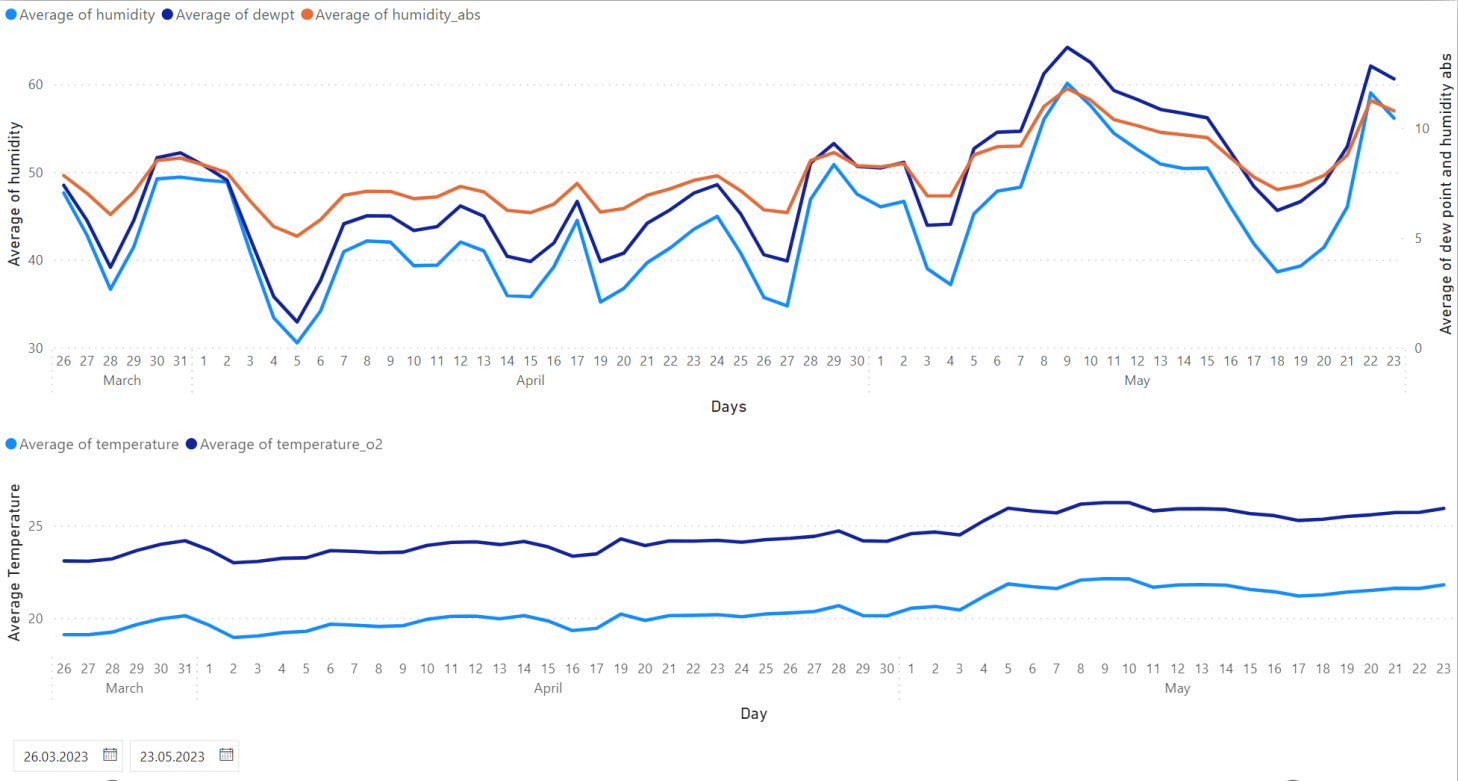 Average of humidity Average of dewpt Average of humidity_abs
Average of humidity
60
50
40
30
10
5
0
Average of dew point and humidity abs
26 27 28 29 30 31 1 2 3 4 5 6 7 8 9 10 11 12 13 14 15 16 17 19 20 21 22 23 24 25 26 27 28 29 30 1 2 3 4 5 6 7 8 9 10 11 12 13 14 15 16 17 18 19 20 21 22 23
March April May
Days
Average of temperature Average of temperature_o2
Average Temperature
25
20
26 27 28 29 30 31 1 2 3 4 5 6 7 8 9 10 11 12 13 14 15 16 17 19 20 21 22 23 24 25 26 27 28 29 30 1 2 3 4 5 6 7 8 9 10 11 12 13 14 15 16 17 18 19 20 21 22 23
March April May
Day
26.03.2023 23.05.2023